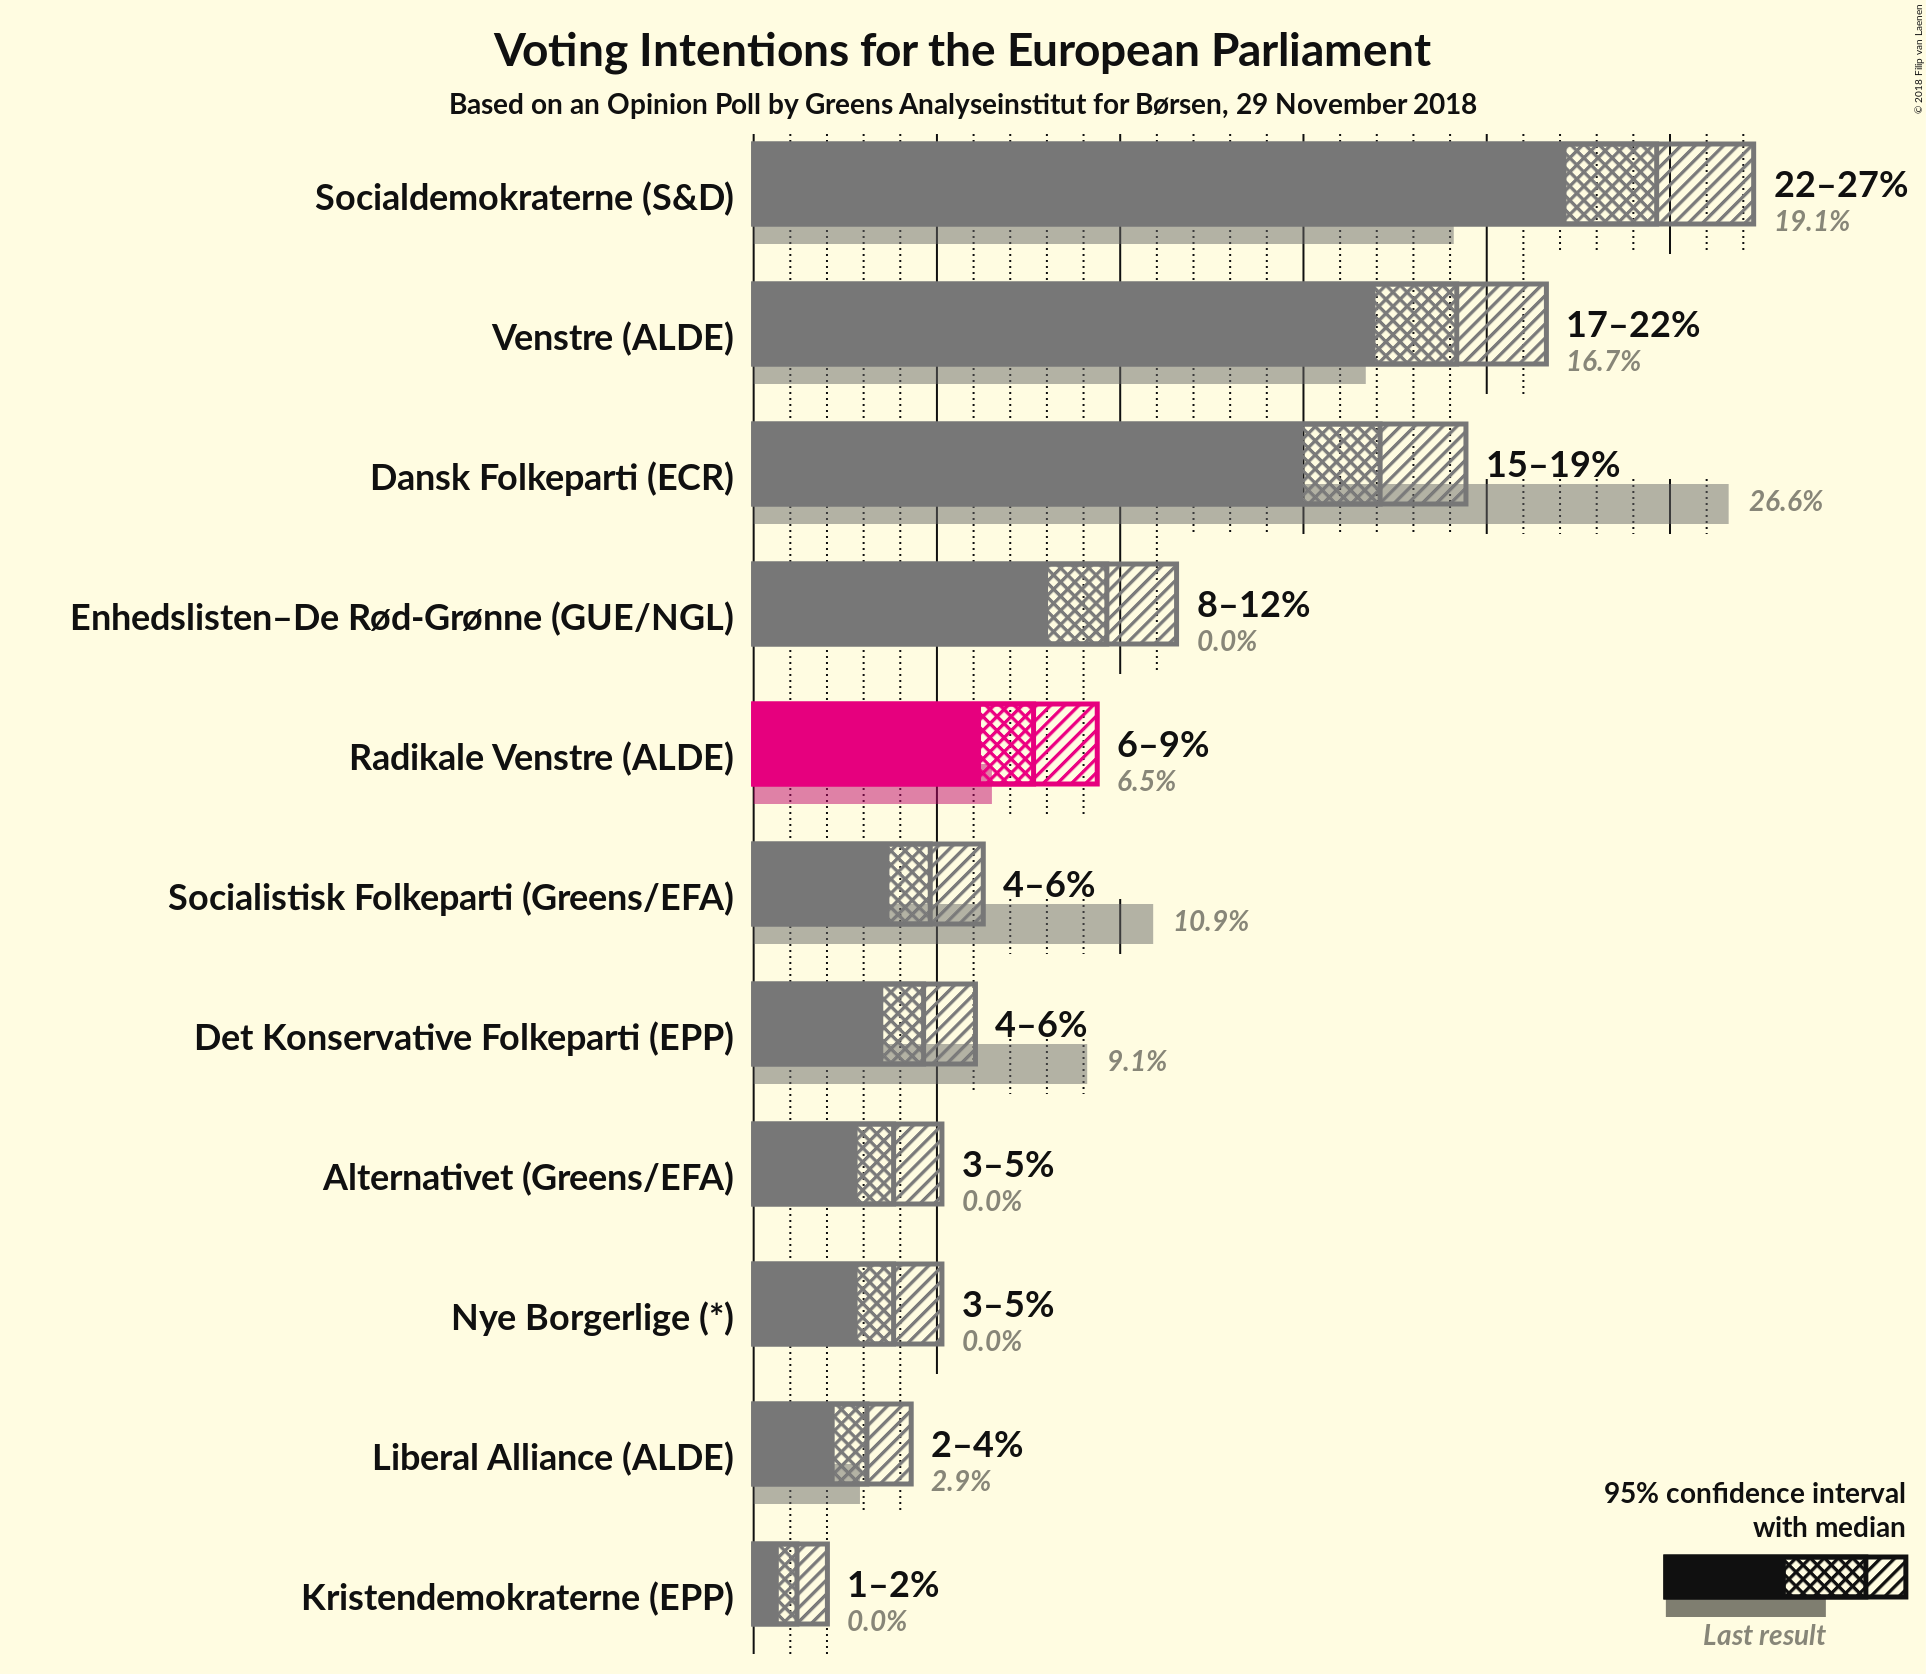 Voting Intentions for the European Parliament
Based on an Opinion Poll by Greens Analyseinstitut for Børsen, 29 November 2018
© 2018 Filip van Laenen
Socialdemokraterne (S&D)
22–27%
19.1%
Venstre (ALDE)
17–22%
16.7%
Dansk Folkeparti (ECR)
15–19%
26.6%
Enhedslisten–De Rød-Grønne (GUE/NGL)
8–12%
0.0%
Radikale Venstre (ALDE)
6–9%
6.5%
Socialistisk Folkeparti (Greens/EFA)
4–6%
10.9%
Det Konservative Folkeparti (EPP)
4–6%
9.1%
Alternativet (Greens/EFA)
3–5%
0.0%
Nye Borgerlige (*)
3–5%
0.0%
Liberal Alliance (ALDE)
2–4%
2.9%
Kristendemokraterne (EPP)
1–2%
0.0%
95% confidence interval
with median
Last result